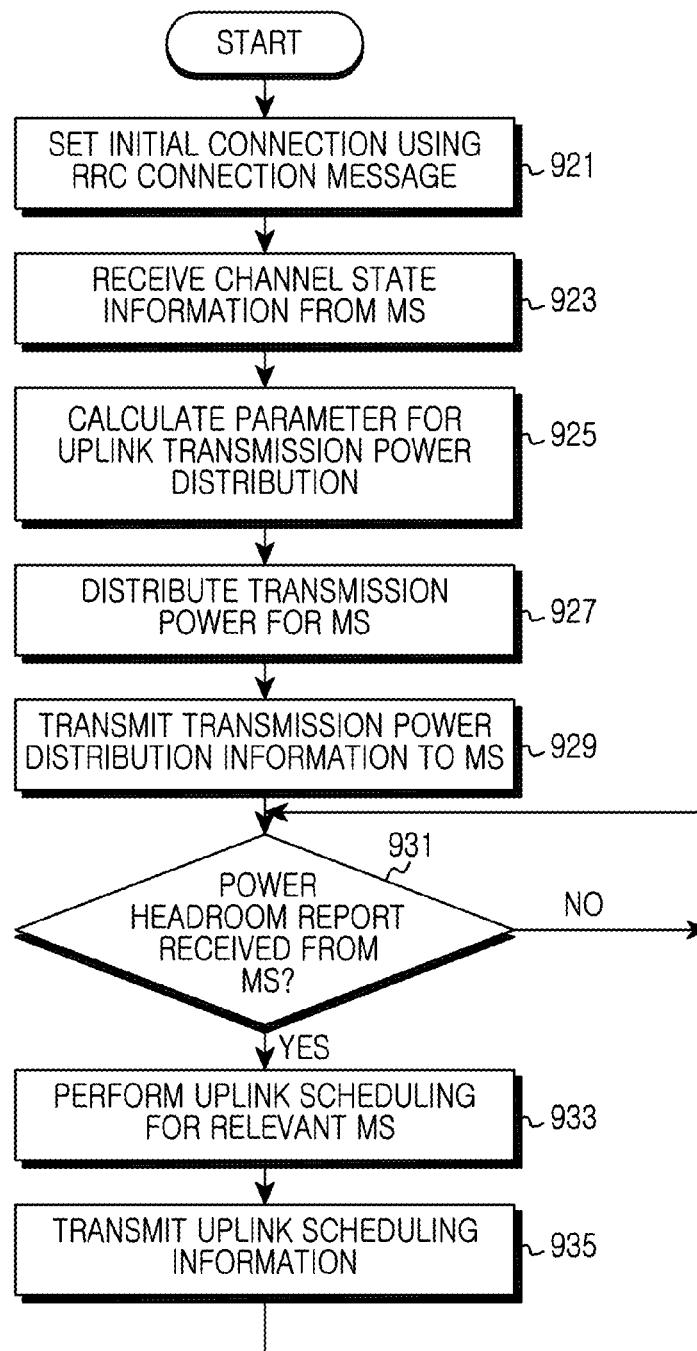 START
SET INITIAL CONNECTION USING
RRC CONNECTION MESSAGE
921
RECEIVE CHANNEL STATE
INFORMATION FROM MS
923
CALCULATE PARAMETER FOR
UPLINK TRANSMISSION POWER
DISTRIBUTION
925
DISTRIBUTE TRANSMISSION
POWER FOR MS
927
TRANSMIT TRANSMISSION POWER
DISTRIBUTION INFORMATION TO MS
929
931
POWER
HEADROOM REPORT
RECEIVED FROM
MS?
NO
YES
PERFORM UPLINK SCHEDULING
FOR RELEVANT MS
933
TRANSMIT UPLINK SCHEDULING
INFORMATION
935